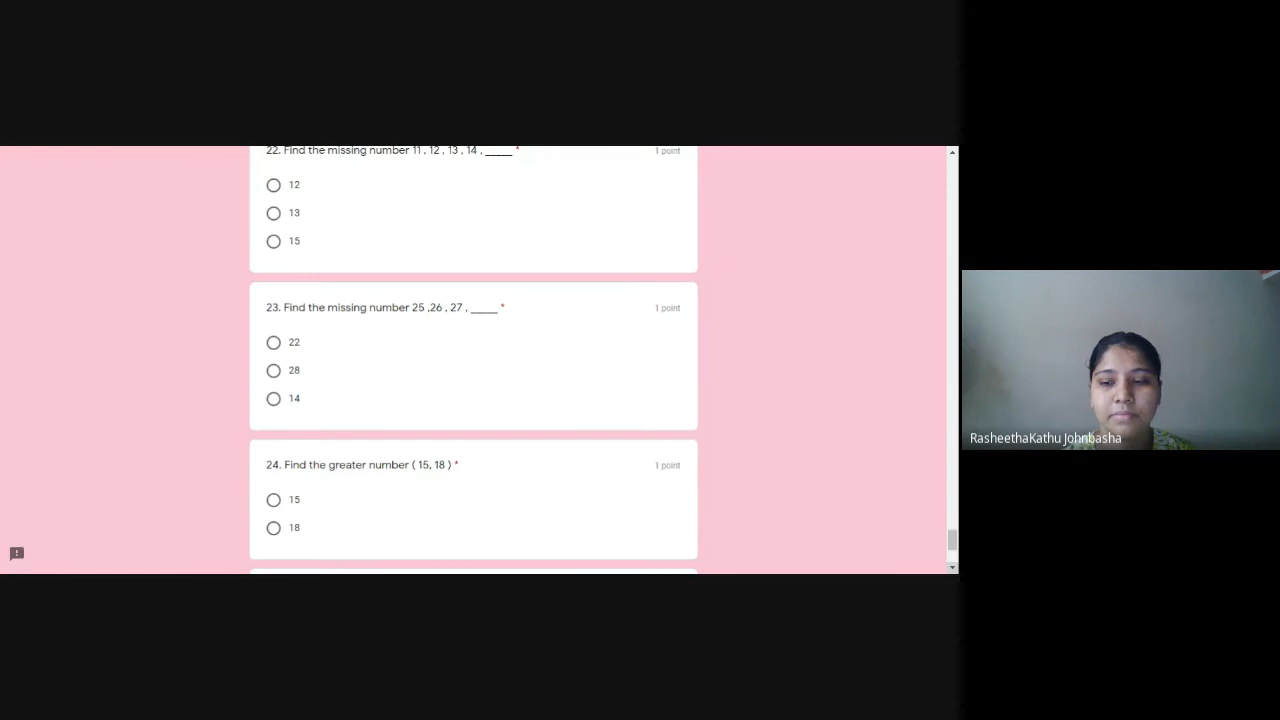 22. Find the missing number 11 , 12 , 13 , 14 , _____ *
1 point
12
13
15
23. Find the missing number 25 ,26 , 27 , _____ *
1 point
22
28
14
24. Find the greater number ( 15, 18 ) *
1 point
15
18
RasheethaKathu Johnbasha